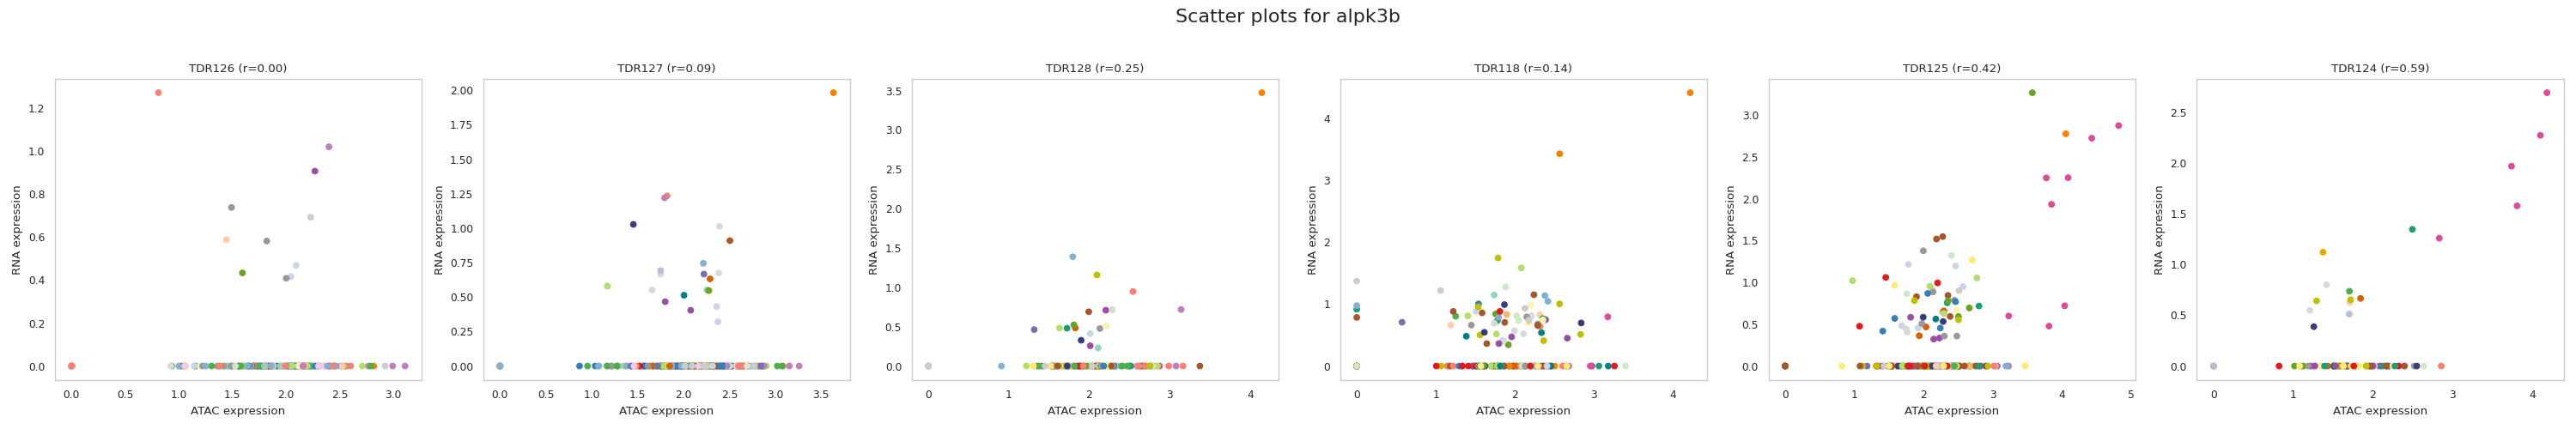 Scatter plots for alpk3b
TDR126 (r=0.00)
RNA expression
1.2
1.0
0.8
0.6
0.4
0.2
0.0
0.0 0.5 1.0 1.5 2.0 2.5 3.0
ATAC expression
TDR127 (r=0.09)
RNA expression
2.00
1.75
1.50
1.25
1.00
0.75
0.50
0.25
0.00
0.0 0.5 1.0 1.5 2.0 2.5 3.0 3.5
ATAC expression
TDR128 (r=0.25)
RNA expression
3.5
3.0
2.5
2.0
1.5
1.0
0.5
0.0
0 1 2 3 4
ATAC expression
TDR118 (r=0.14)
RNA expression
4
3
2
1
0
0 1 2 3 4
ATAC expression
TDR125 (r=0.42)
RNA expression
3.0
2.5
2.0
1.5
1.0
0.5
0.0
0 1 2 3 4 5
ATAC expression
TDR124 (r=0.59)
RNA expression
2.5
2.0
1.5
1.0
0.5
0.0
0 1 2 3 4
ATAC expression